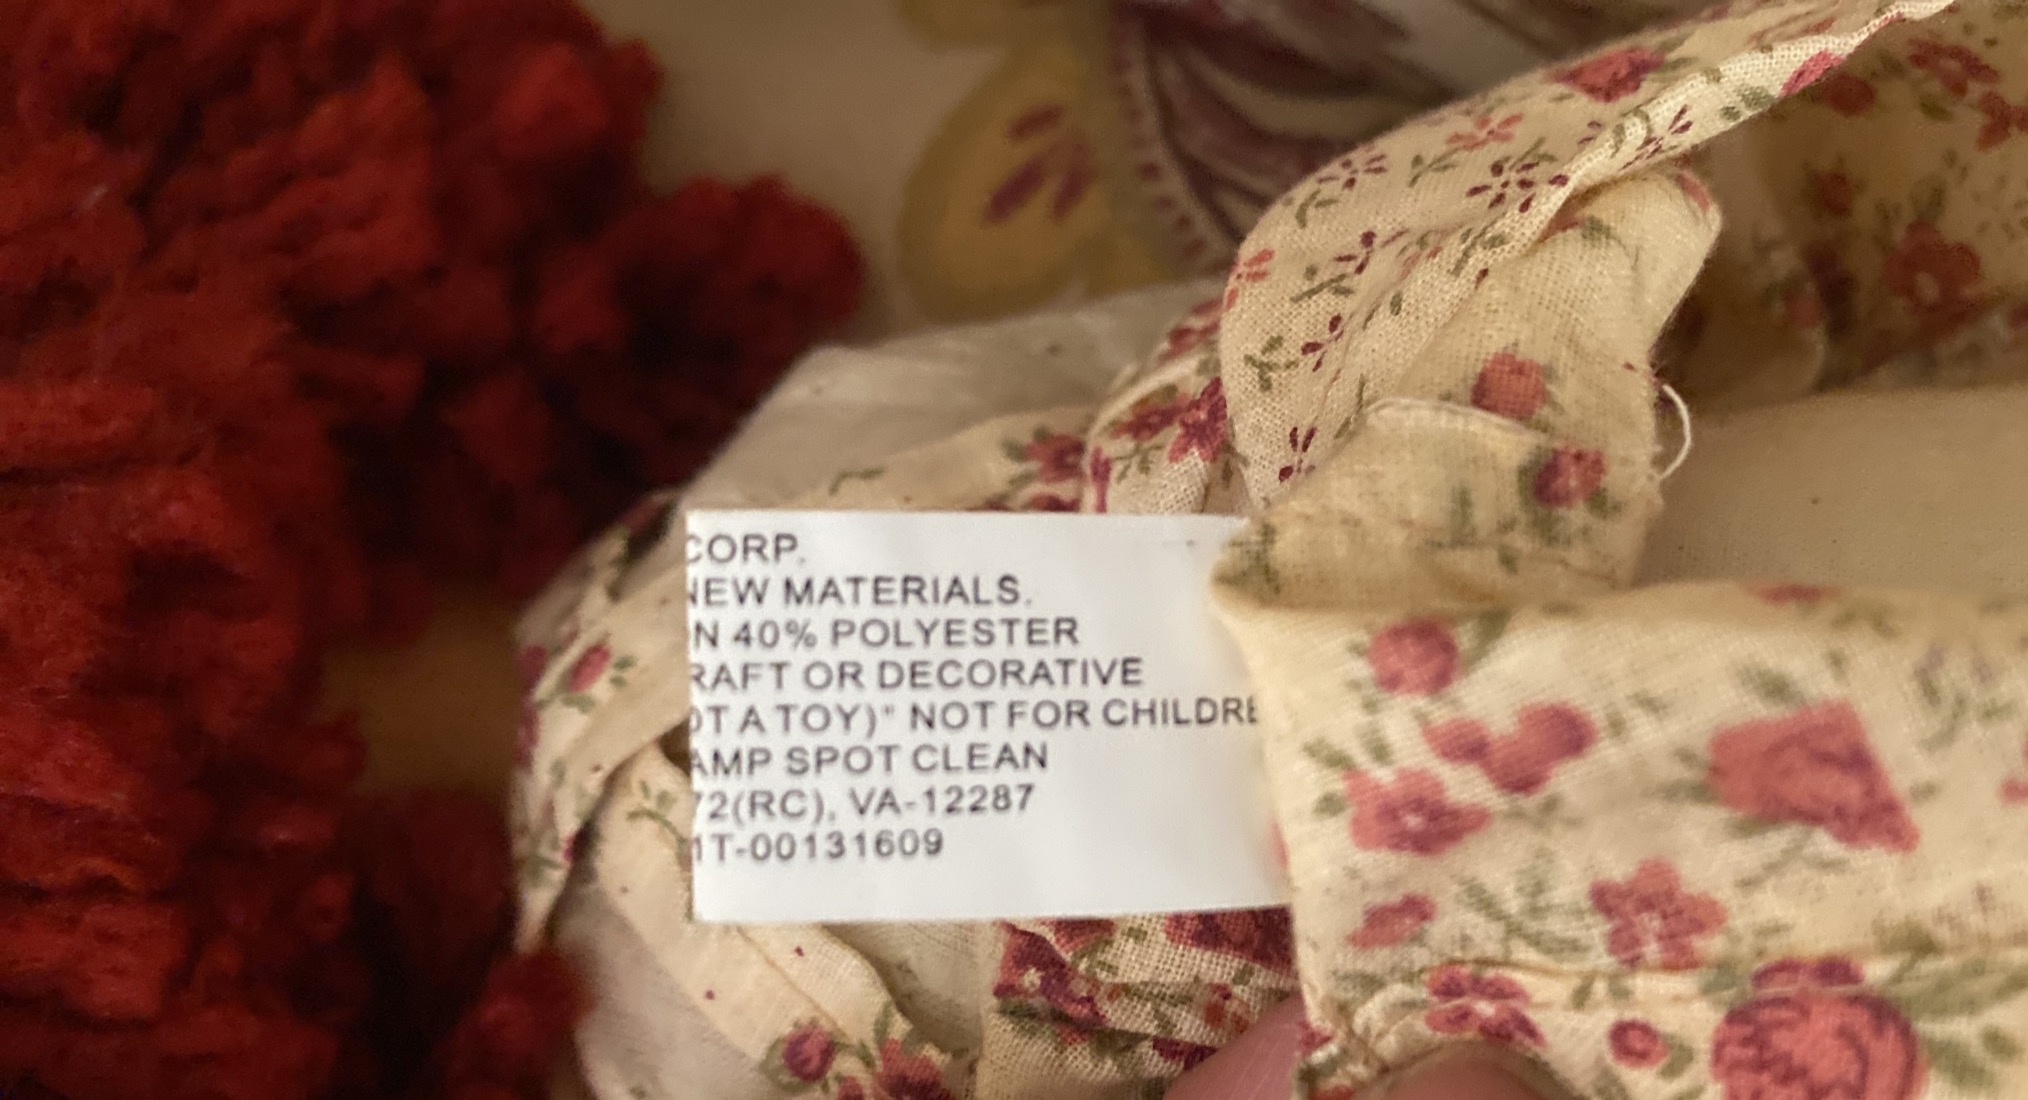 CORP.
NEW MATERIALS.
N 40% POLYESTER
RAFT OR DECORATIVE
OT A TOY)" NOT FOR CHILDRE
AMP SPOT CLEAN
72(RC), VA-12287
1T-00131609